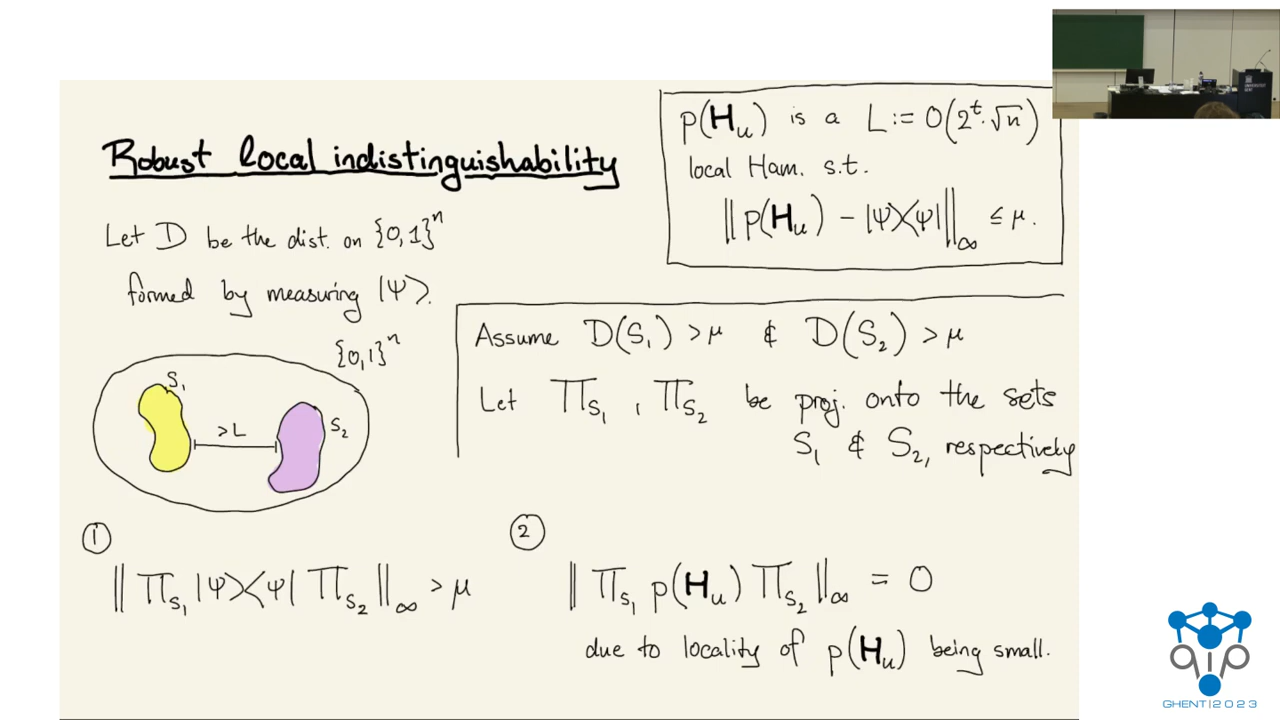 Robust local indistinguishability
Let D be the dist. on {0,1}ⁿ
formed by measuring |Ψ⟩.
p(H_u) is a L := O(2ᵗ·√n)
local Ham. s.t.
‖ p(H_u) − |Ψ⟩⟨Ψ| ‖_∞ ≤ μ.
{0,1}ⁿ
S₁
>L
S₂
Assume D(S₁) > μ & D(S₂) > μ
Let Π_S₁, Π_S₂ be proj. onto the sets
S₁ & S₂, respectively
①
‖ Π_S₁ |Ψ⟩⟨Ψ| Π_S₂ ‖_∞ > μ
②
‖ Π_S₁ p(H_u) Π_S₂ ‖_∞ = 0
due to locality of p(H_u) being small.
qip
GHENT|2023